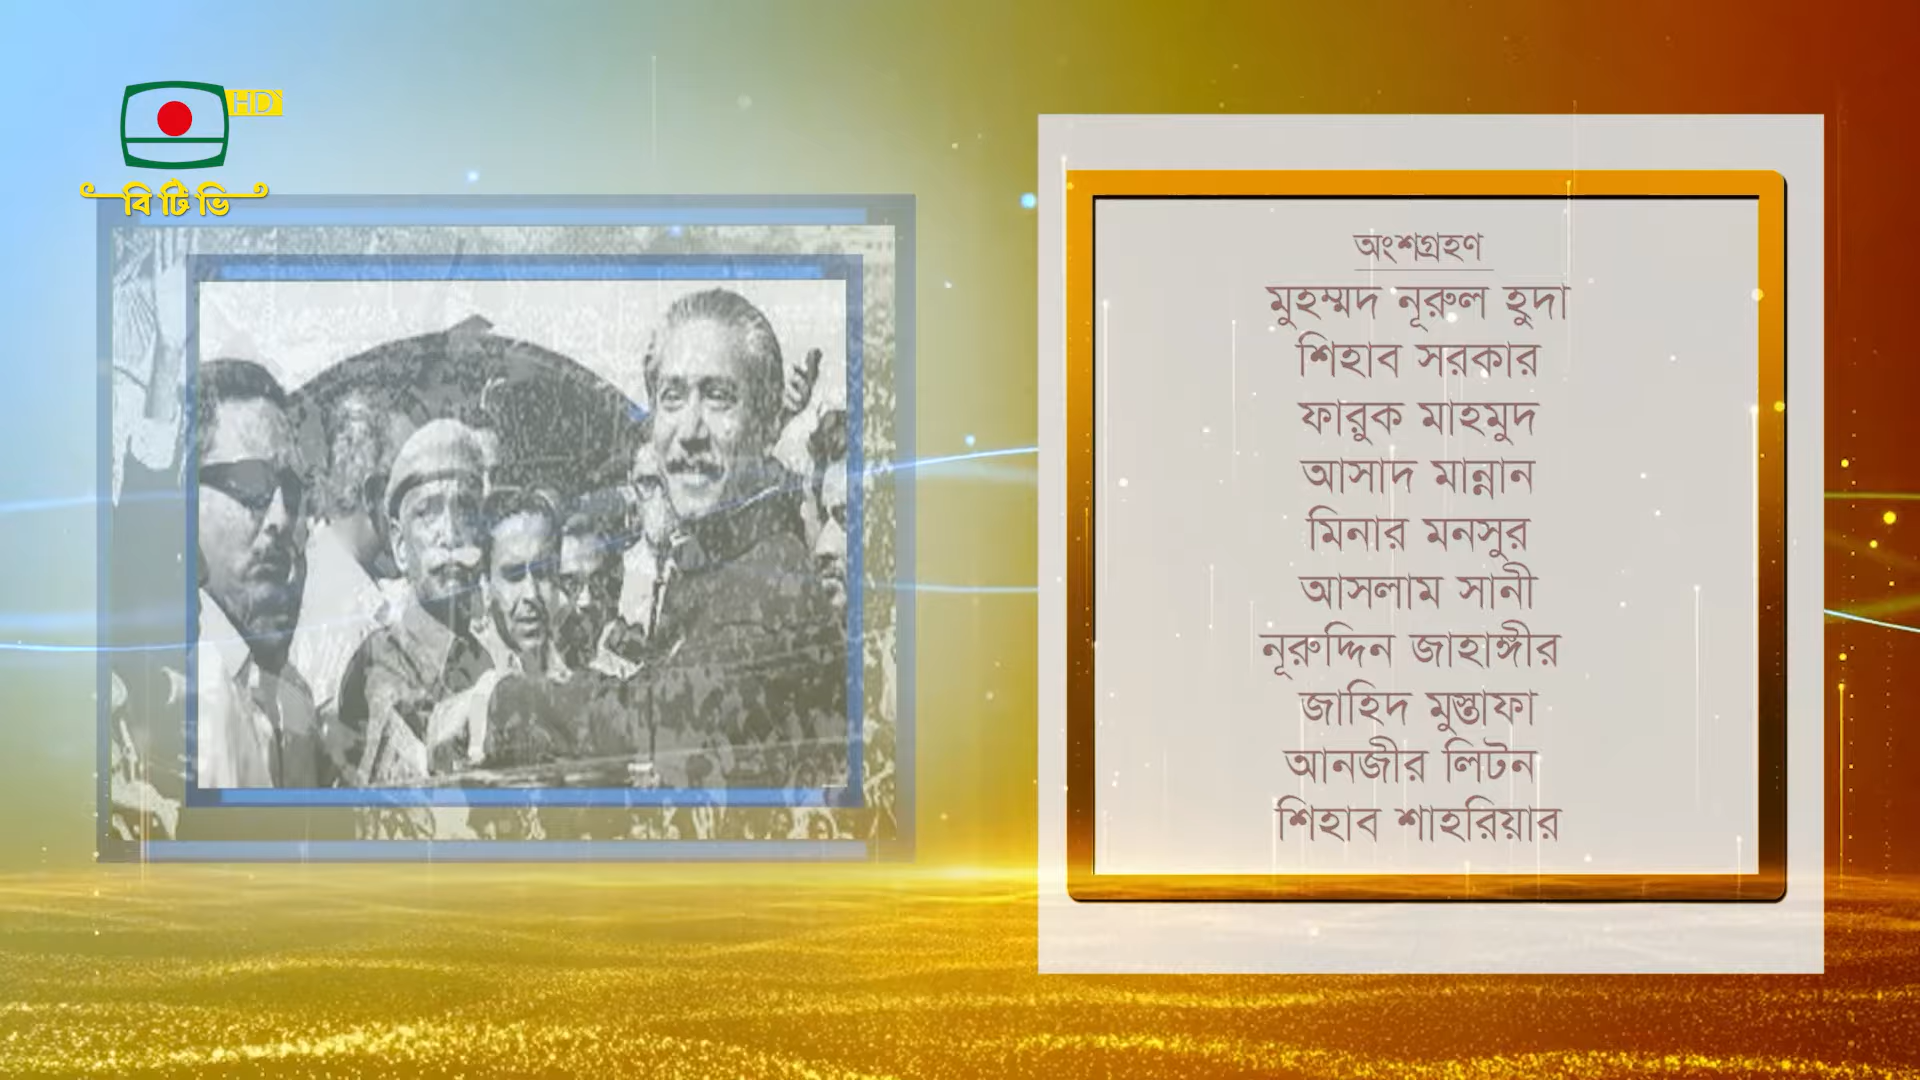 HD
বি টি ভি
অংশগ্রহণ
মুহম্মদ নূরুল হুদা
শিহাব সরকার
ফারুক মাহমুদ
আসাদ মান্নান
মিনার মনসুর
আসলাম সানী
নূরুদ্দিন জাহাঙ্গীর
জাহিদ মুস্তাফা
আনজীর লিটন
শিহাব শাহরিয়ার